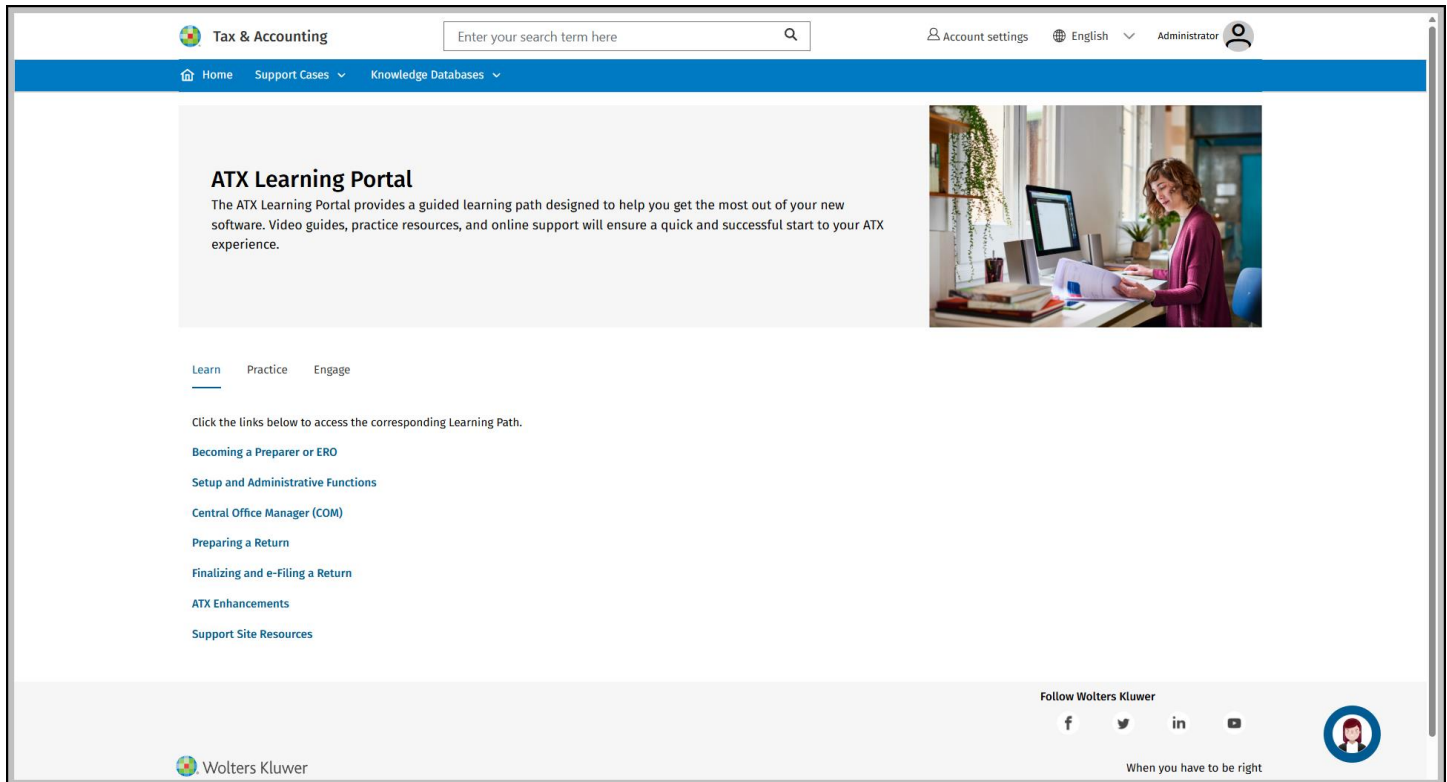 Tax & Accounting
Enter your search term here
Account settings
English
Administrator
Home
Support Cases
Knowledge Databases
ATX Learning Portal
The ATX Learning Portal provides a guided learning path designed to help you get the most out of your new
software. Video guides, practice resources, and online support will ensure a quick and successful start to your ATX
experience.
Learn
Practice
Engage
Click the links below to access the corresponding Learning Path.
Becoming a Preparer or ERO
Setup and Administrative Functions
Central Office Manager (COM)
Preparing a Return
Finalizing and e-Filing a Return
ATX Enhancements
Support Site Resources
Follow Wolters Kluwer
Wolters Kluwer
When you have to be right